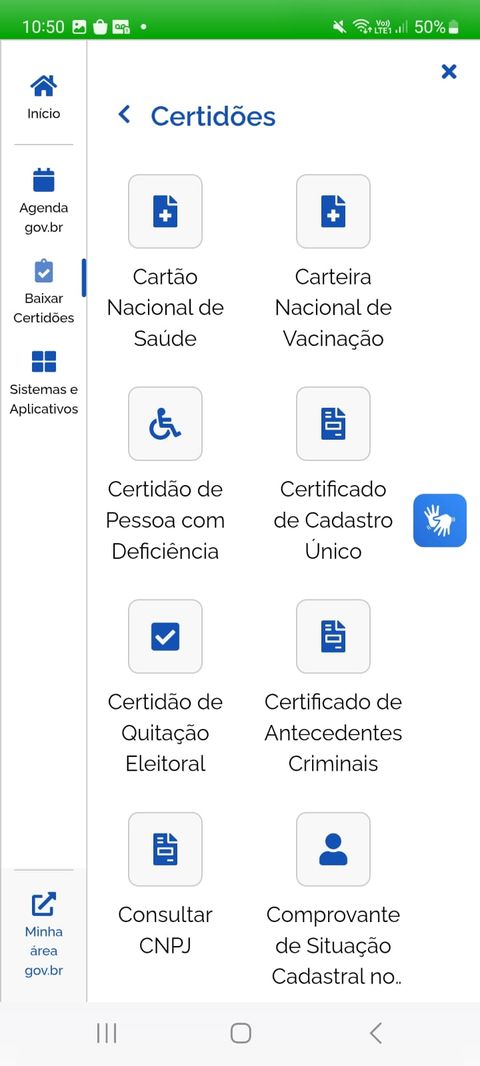 10:50
Vo))
LTE1
50%
Certidões
Início
Agenda
gov.br
Baixar
Certidões
Sistemas e
Aplicativos
Cartão
Nacional de
Saúde
Carteira
Nacional de
Vacinação
Certidão de
Pessoa com
Deficiência
Certificado
de Cadastro
Único
Certidão de
Quitação
Eleitoral
Certificado de
Antecedentes
Criminais
Consultar
CNPJ
Comprovante
de Situação
Cadastral no..
Minha
área
gov.br